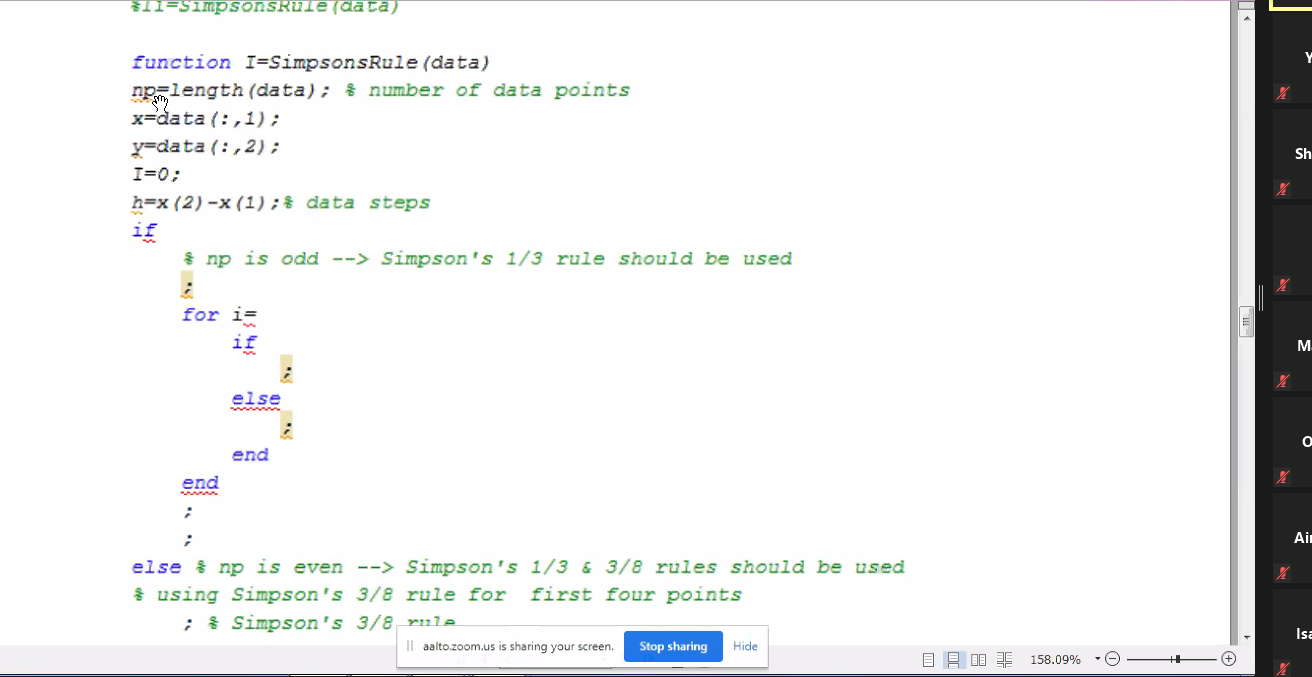 %I1=SimpsonsRule(data)
function I=SimpsonsRule(data)
np=length(data); % number of data points
x=data(:,1);
y=data(:,2);
I=0;
h=x(2)-x(1);% data steps
if
% np is odd --> Simpson's 1/3 rule should be used
;
for i=
if
;
else
;
end
end
;
;
else % np is even --> Simpson's 1/3 & 3/8 rules should be used
% using Simpson's 3/8 rule for first four points
; % Simpson's 3/8 rule
aalto.zoom.us is sharing your screen. Stop sharing Hide
158.09%
Y
Sh
Ma
O
Air
Isa